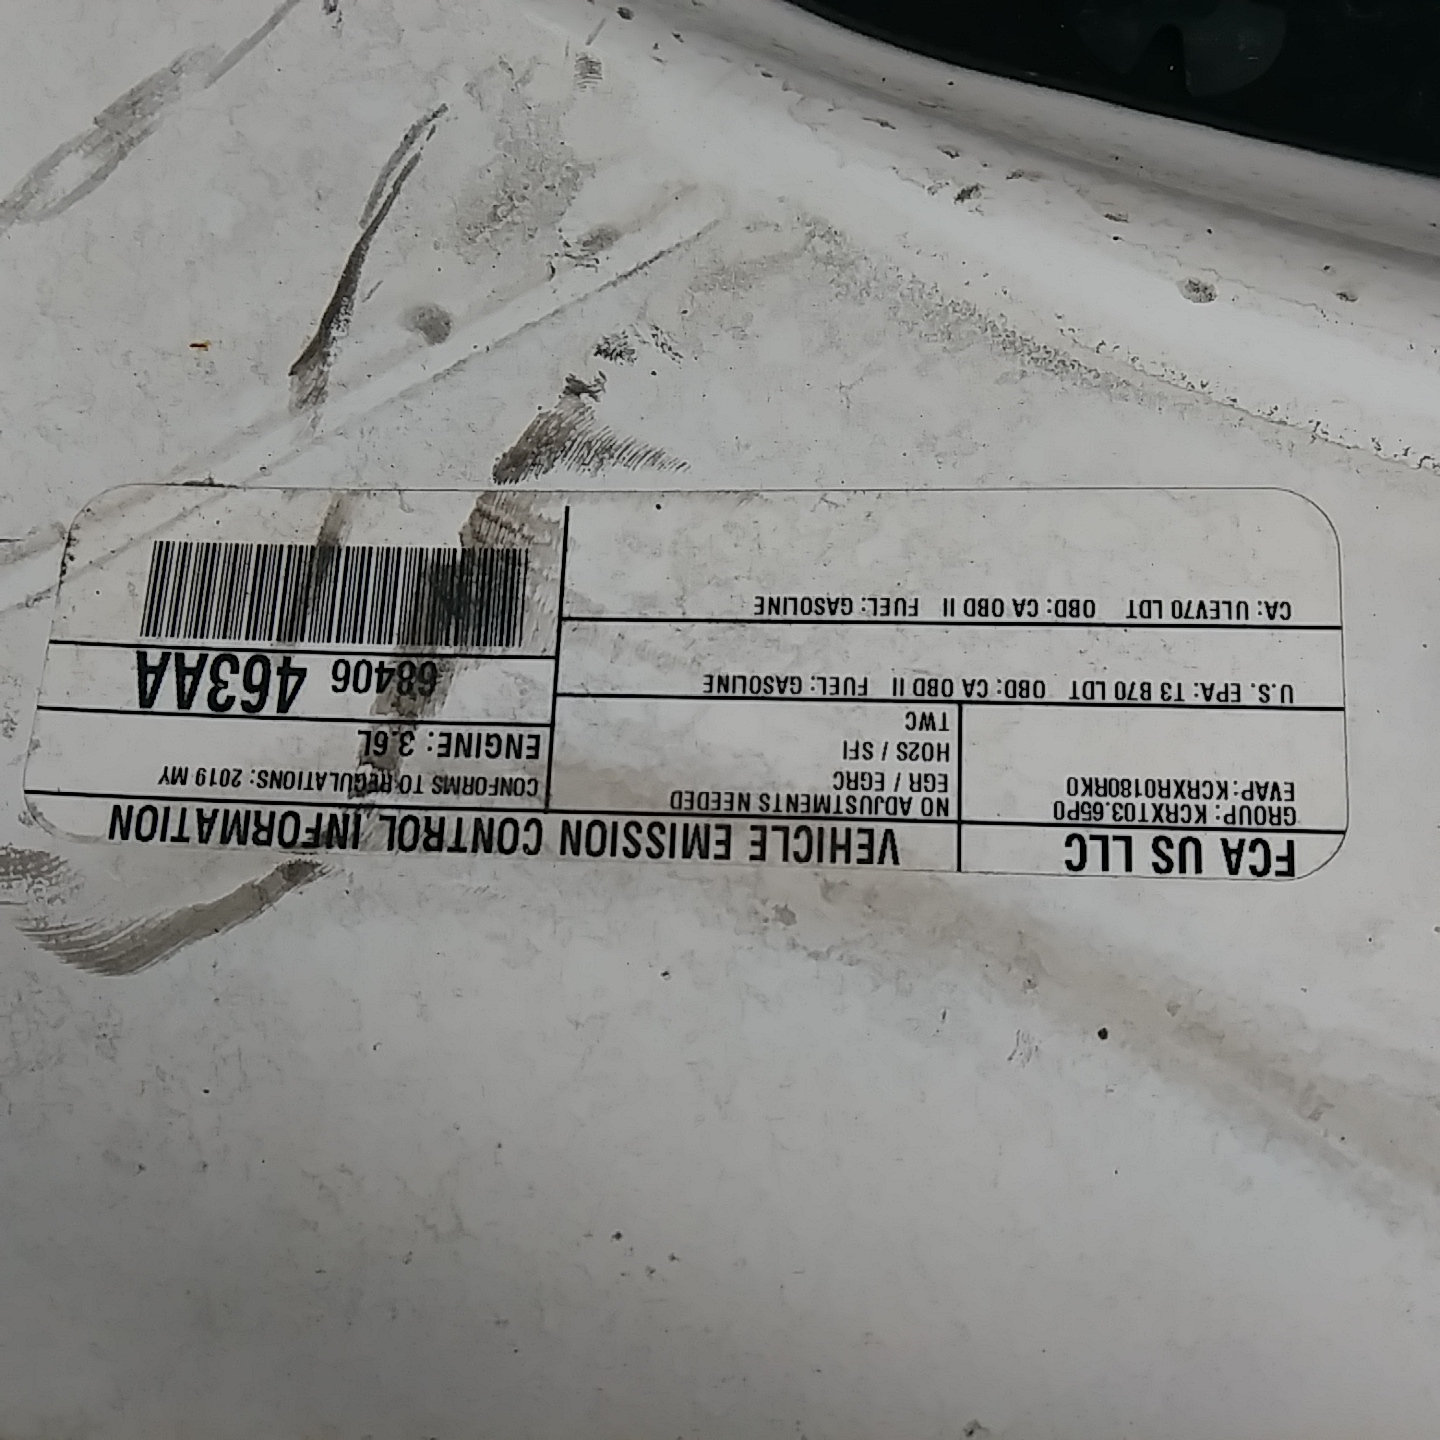 FCA US LLC
VEHICLE EMISSION CONTROL INFORMATION
GROUP: KCRXT03.65P0
EVAP: KCRXR0180RK0
NO ADJUSTMENTS NEEDED
EGR / EGRC
HO2S / SFI
TWC
CONFORMS TO REGULATIONS: 2019 MY
ENGINE: 3.6L
68406 463AA
U.S. EPA: T3 B70 LDT OBD: CA OBD II FUEL: GASOLINE
CA: ULEV70 LDT OBD: CA OBD II FUEL: GASOLINE